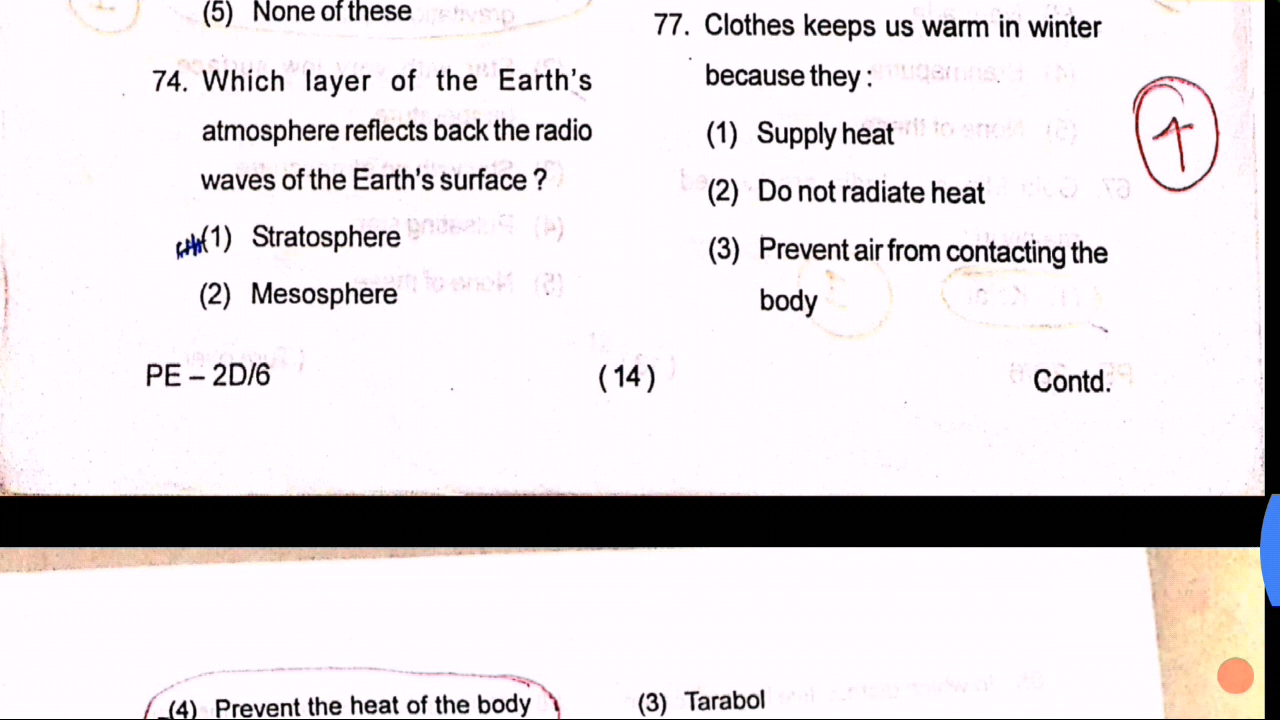 (5) None of these
74. Which layer of the Earth's
atmosphere reflects back the radio
waves of the Earth's surface ?
(1) Stratosphere
(2) Mesosphere
77. Clothes keeps us warm in winter
because they :
(1) Supply heat
(2) Do not radiate heat
(3) Prevent air from contacting the
body
PE – 2D/6
( 14 )
Contd.
(4) Prevent the heat of the body
(3) Tarabol